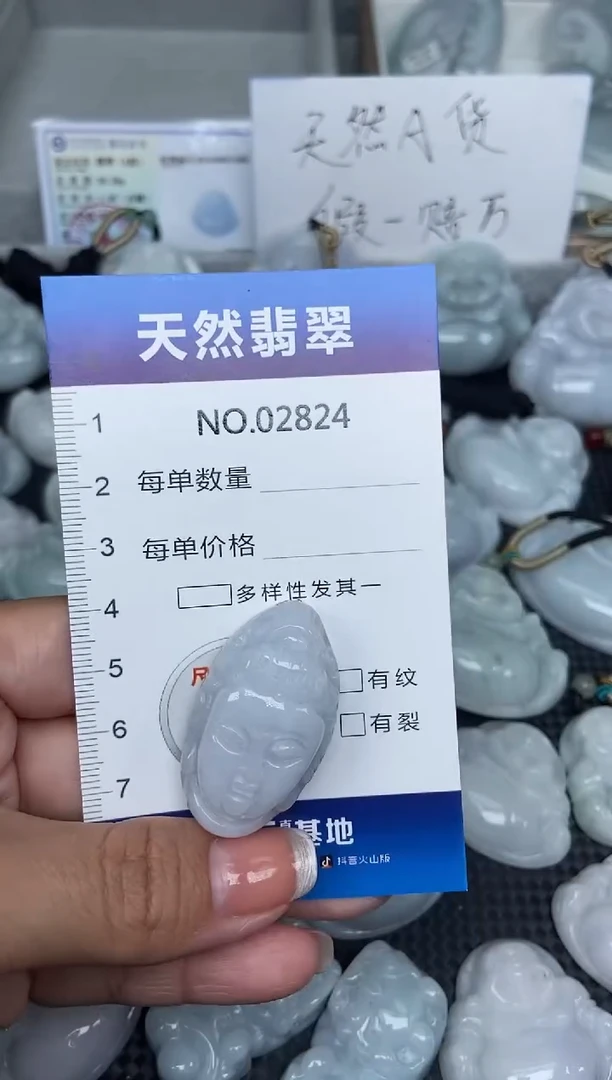 天然A货
假一赔万
天然翡翠
NO.02824
1
2
每单数量
3
每单价格
4
多样性发其一
5
有纹
6
有裂
7
基地
抖音火山版